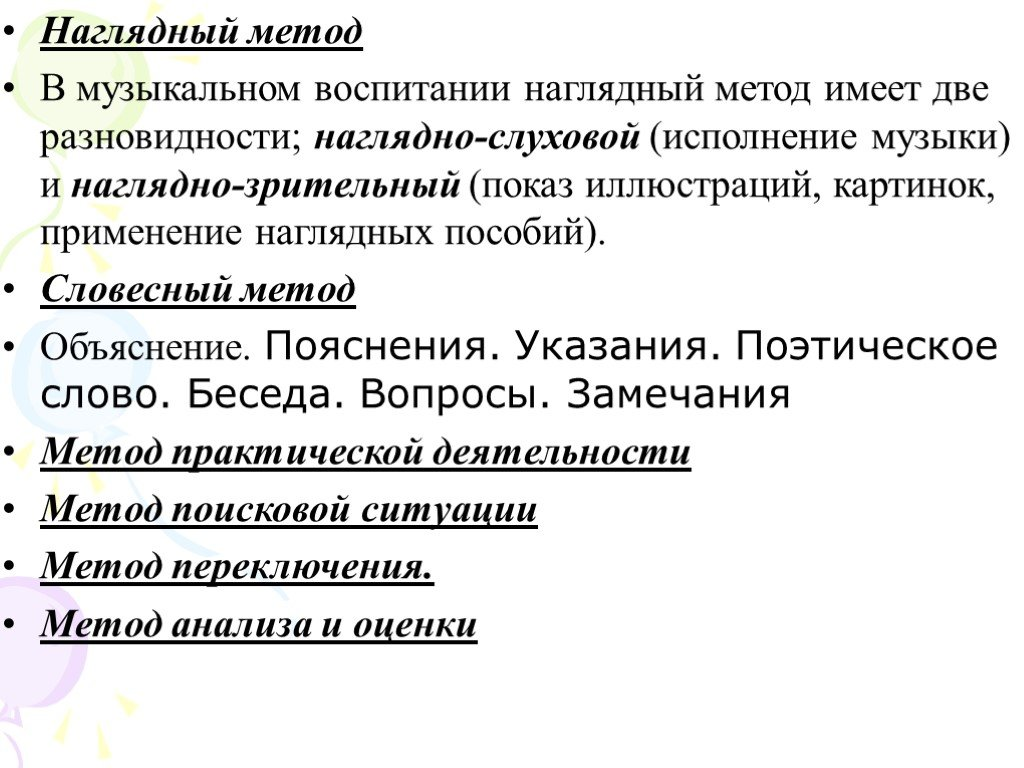 • Наглядный метод
• В музыкальном воспитании наглядный метод имеет две
разновидности; наглядно-слуховой (исполнение музыки)
и наглядно-зрительный (показ иллюстраций, картинок,
применение наглядных пособий).
• Словесный метод
• Объяснение. Пояснения. Указания. Поэтическое
слово. Беседа. Вопросы. Замечания
• Метод практической деятельности
• Метод поисковой ситуации
• Метод переключения.
• Метод анализа и оценки